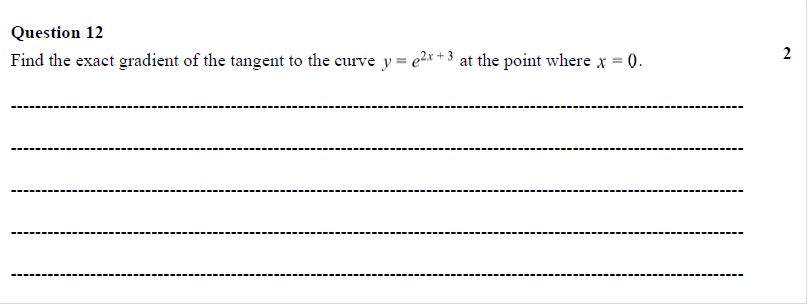 Question 12
Find the exact gradient of the tangent to the curve y = e^{2x + 3} at the point where x = 0.
2